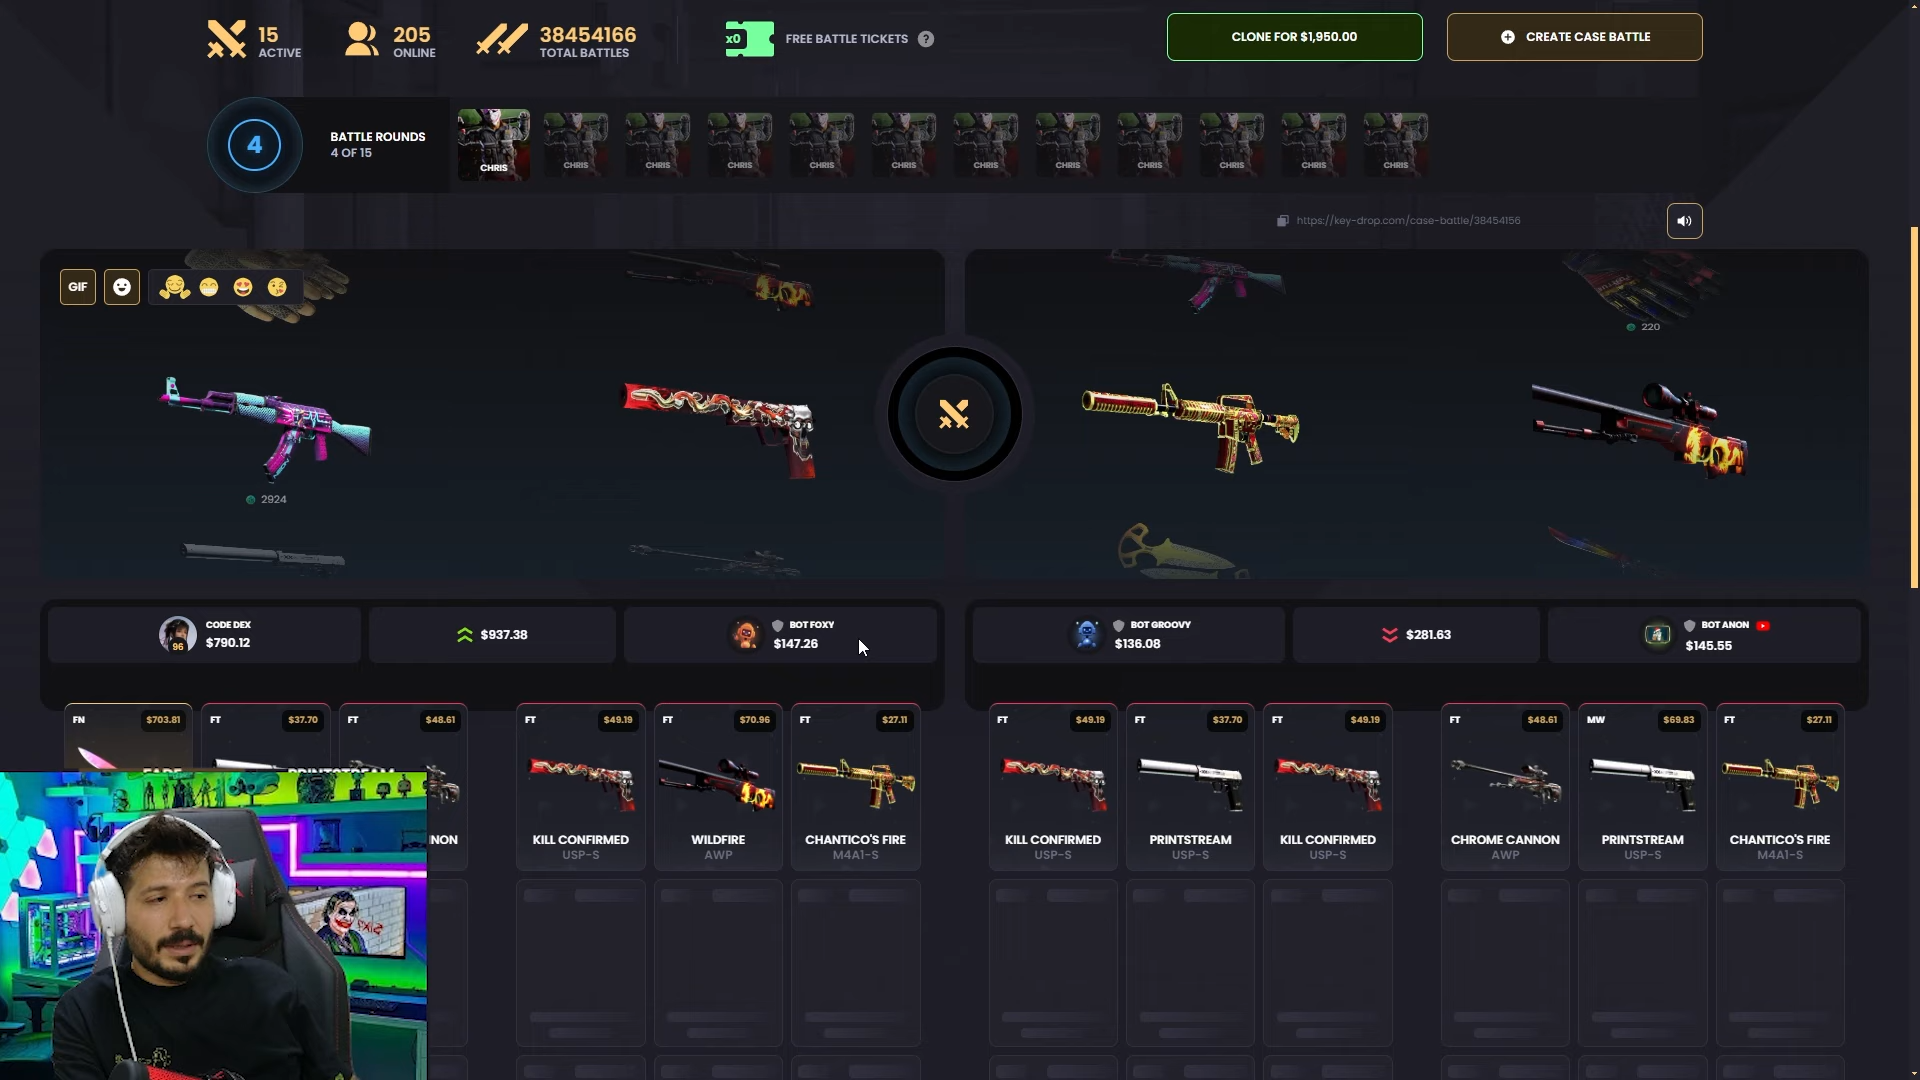 15
ACTIVE
205
ONLINE
38454166
TOTAL BATTLES
x0
FREE BATTLE TICKETS ?
CLONE FOR $1,950.00
CREATE CASE BATTLE
4
BATTLE ROUNDS
4 OF 15
CHRIS CHRIS CHRIS CHRIS CHRIS CHRIS CHRIS CHRIS CHRIS CHRIS CHRIS CHRIS
https://key-drop.com/case-battle/38454156
GIF
220
2924
96
CODE DEX
$790.12
$937.38
BOT FOXY
$147.26
BOT GROOVY
$136.08
$281.63
BOT ANON
$145.55
FN $703.81 FT $37.70 FT $48.61 FT $49.19 FT $70.96 FT $27.11 FT $49.19 FT $37.70 FT $49.19 FT $48.61 MW $69.83 FT $27.11
FADE PRINTSTREAM
NON KILL CONFIRMED WILDFIRE CHANTICO'S FIRE KILL CONFIRMED PRINTSTREAM KILL CONFIRMED CHROME CANNON PRINTSTREAM CHANTICO'S FIRE
USP-S AWP M4A1-S USP-S USP-S USP-S AWP USP-S M4A1-S